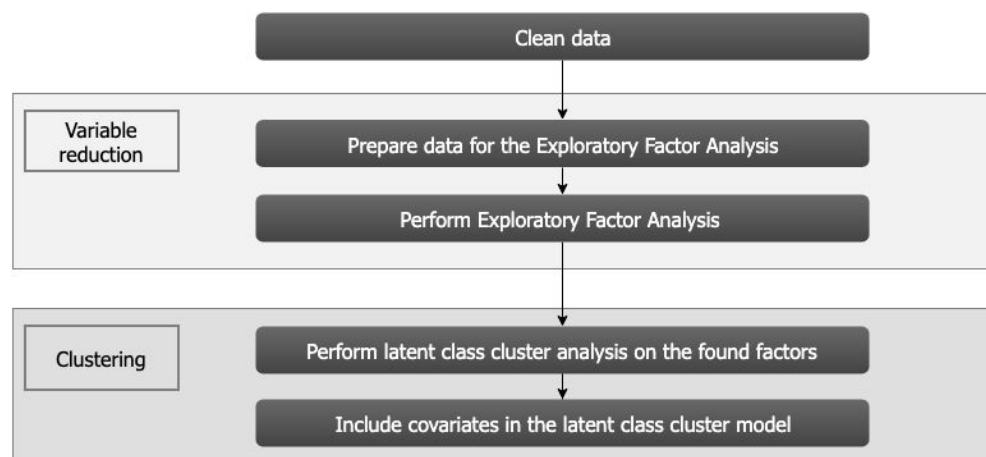 Clean data
Variable
reduction
Prepare data for the Exploratory Factor Analysis
Perform Exploratory Factor Analysis
Clustering
Perform latent class cluster analysis on the found factors
Include covariates in the latent class cluster model